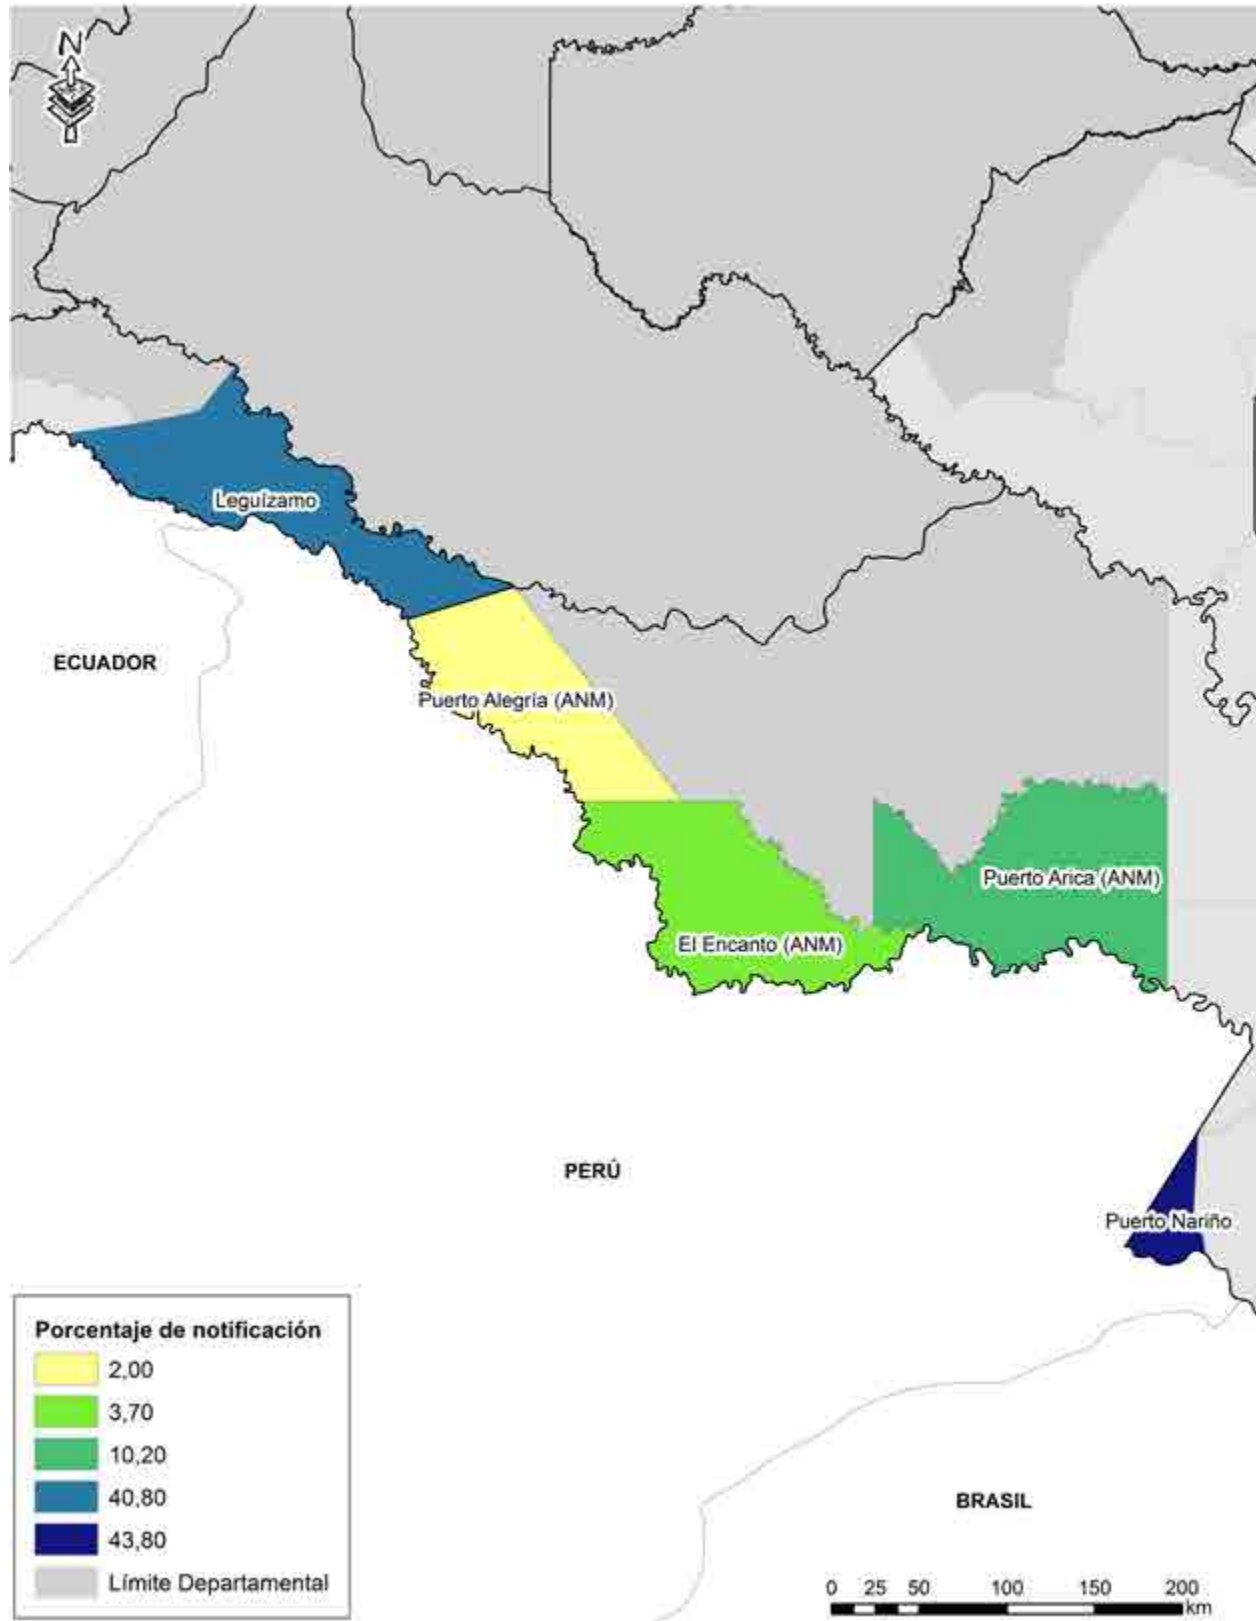 N
Leguízamo
ECUADOR
Puerto Alegría (ANM)
Puerto Arica (ANM)
El Encanto (ANM)
PERÚ
Puerto Nariño
Porcentaje de notificación
2,00
3,70
10,20
40,80
43,80
Límite Departamental
BRASIL
0 25 50 100 150 200
km